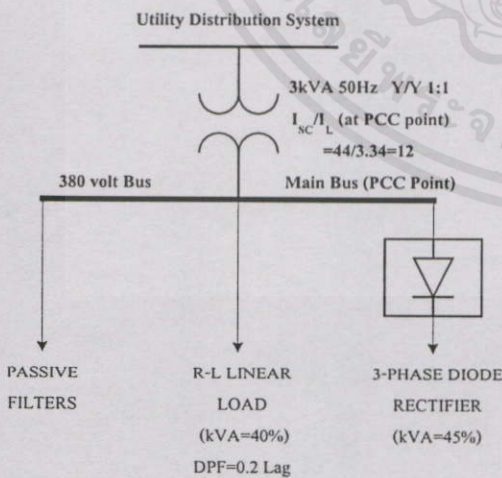 Utility Distribution System
3kVA 50Hz Y/Y 1:1
I_SC/I_L (at PCC point)
=44/3.34=12
380 volt Bus
Main Bus (PCC Point)
PASSIVE
FILTERS
R-L LINEAR
LOAD
(kVA=40%)
DPF=0.2 Lag
3-PHASE DIODE
RECTIFIER
(kVA=45%)